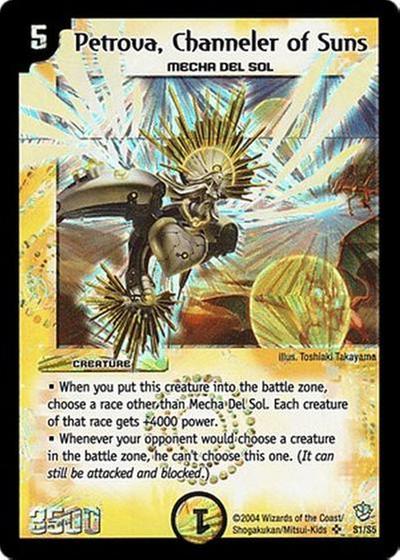 5
Petrova, Channeler of Suns
MECHA DEL SOL
illus. Toshiaki Takayama
CREATURE
▪ When you put this creature into the battle zone,
choose a race other than Mecha Del Sol. Each creature
of that race gets +4000 power.
▪ Whenever your opponent would choose a creature
in the battle zone, he can't choose this one. (It can
still be attacked and blocked.)
3500
1
©2004 Wizards of the Coast/
Shogakukan/Mitsui-Kids S1/S5